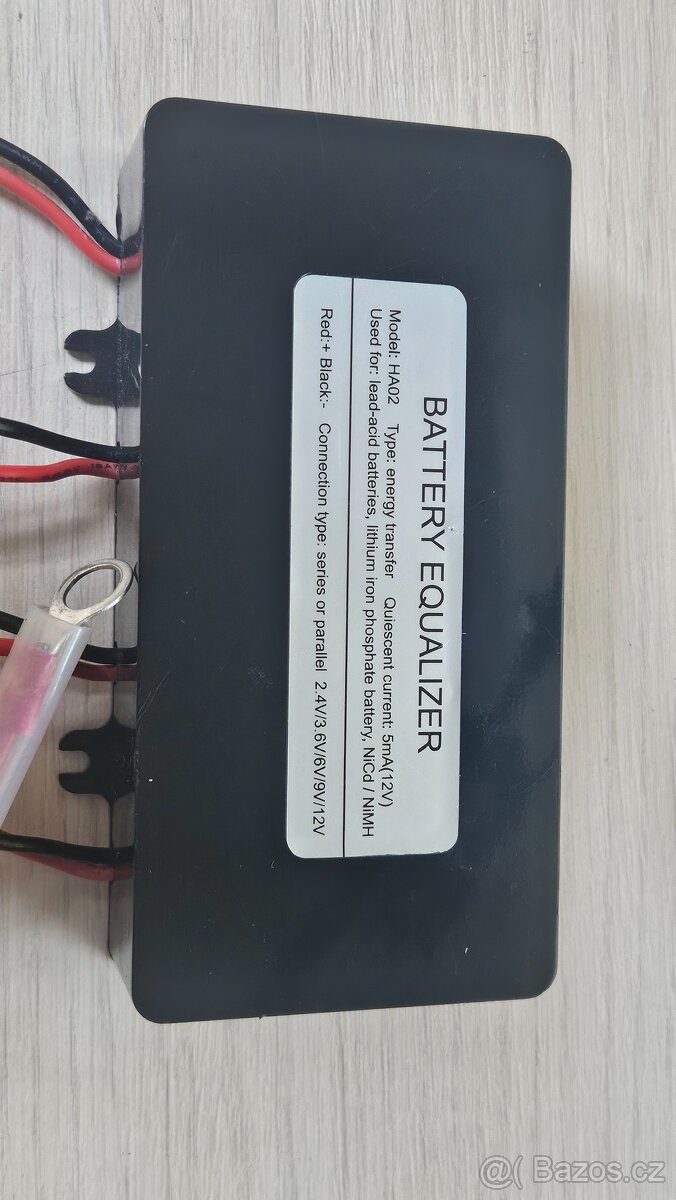 BATTERY EQUALIZER
Model: HA02 Type: energy transfer Quiescent current: 5mA(12V)
Used for: lead-acid batteries, lithium iron phosphate battery, NiCd / NiMH
Red:+ Black:- Connection type: series or parallel 2.4V/3.6V/6V/9V/12V
@( Bazos.cz